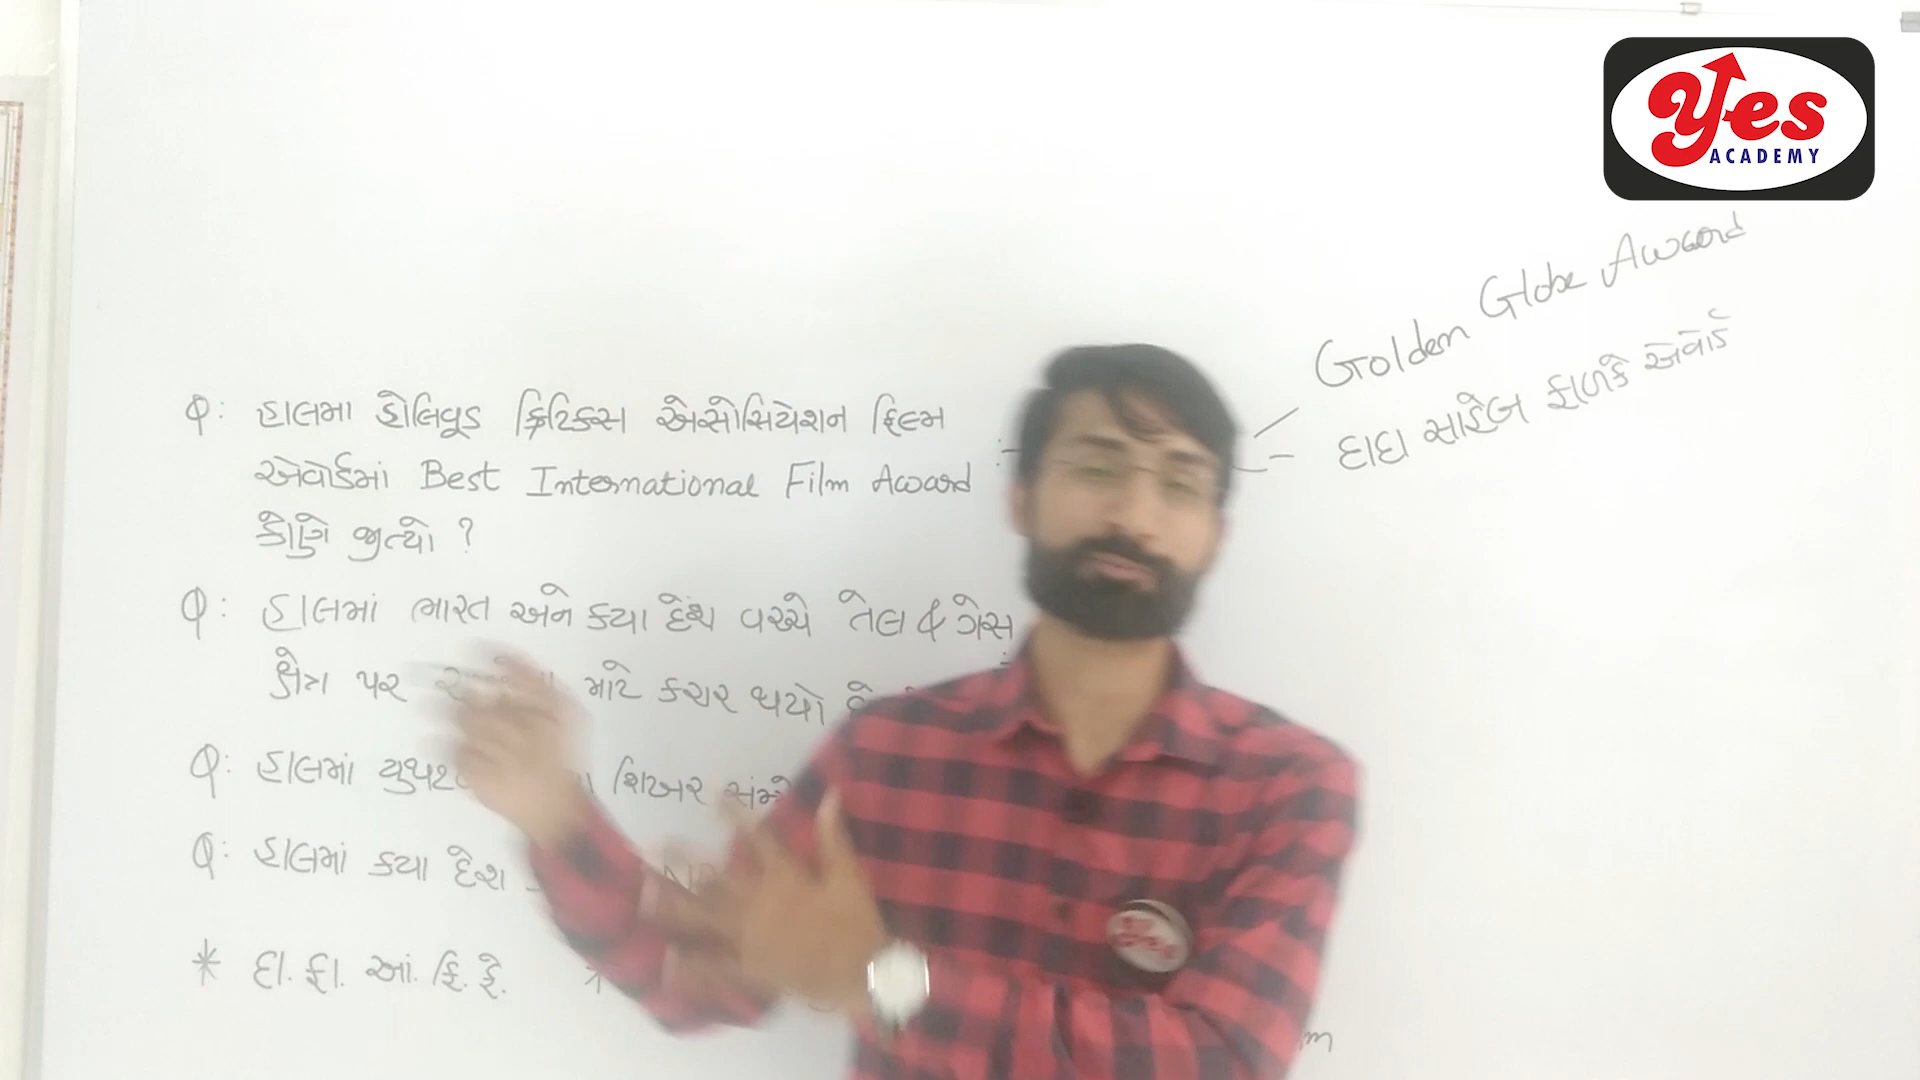 Yes
ACADEMY
Golden Globe Award
દાદા સાહેબ ફાળકે એવોર્ડ
Q: હાલમા હોલિવૂડ ક્રિટિક્સ એસોસિયેશન ફિલ્મ
એવોર્ડમાં Best International Film Award
કોણે જીત્યો ?
Q: હાલમાં ભારત અને ક્યા દેશ વચ્ચે તેલ & ગેસ
ક્ષેત્ર પર માટે કરાર થયો
Q: હાલમાં શિખર
Q: હાલમાં ક્યા દેશ
* દા. ફા. આં. ફિ. ફે. *